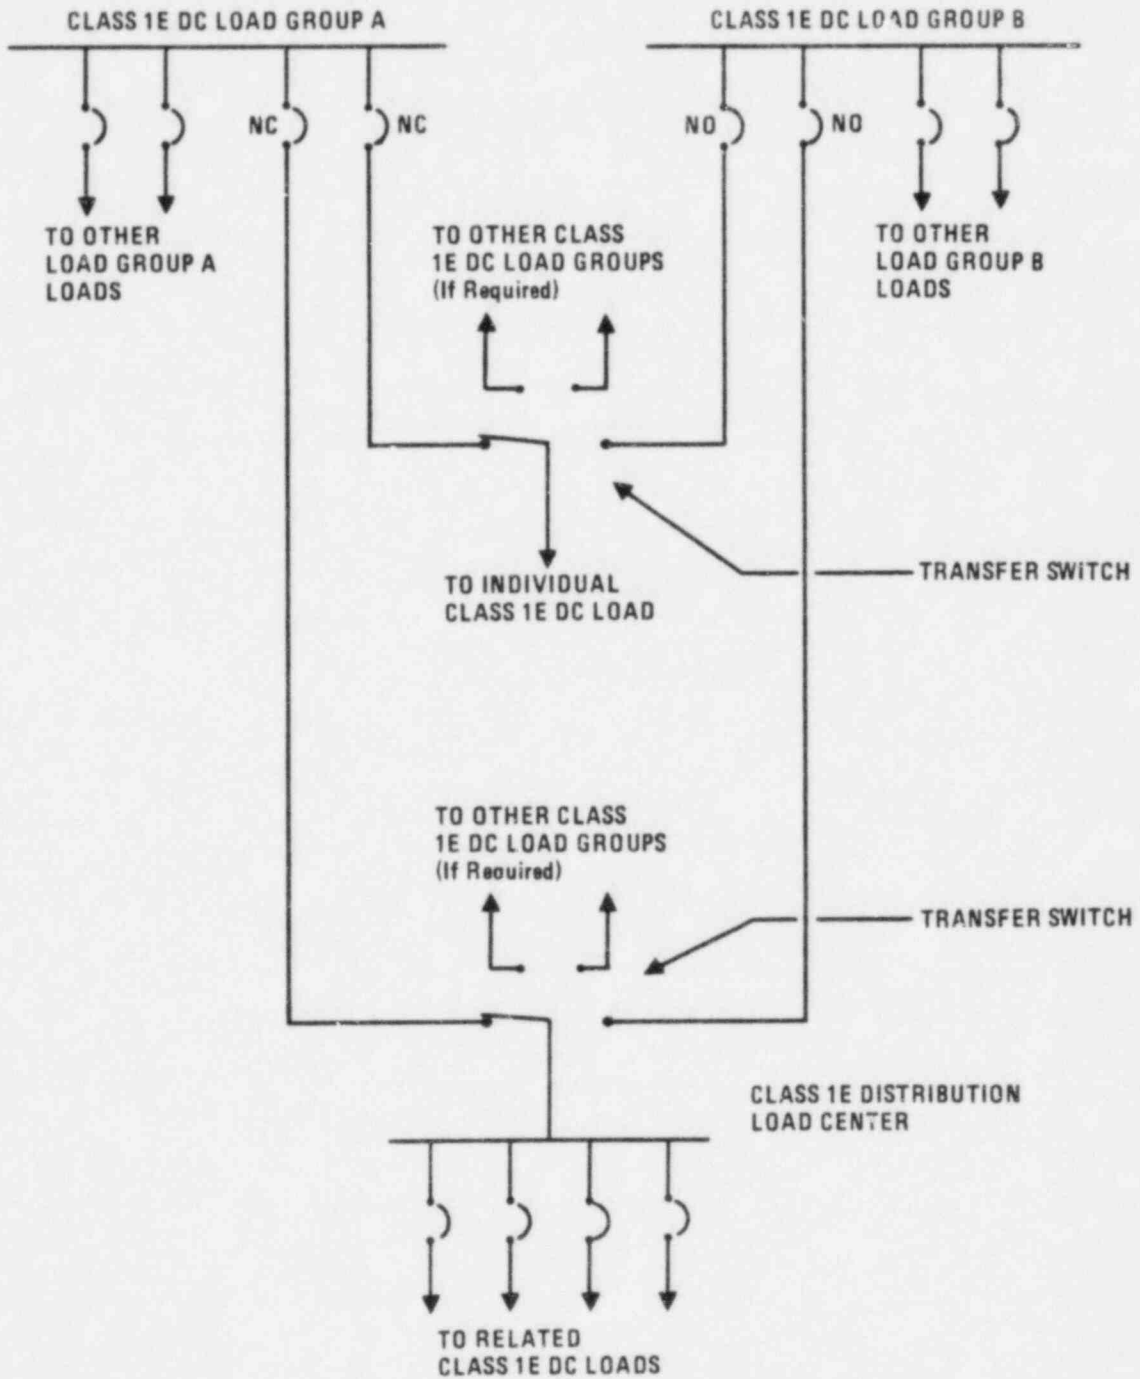 CLASS 1E DC LOAD GROUP A
CLASS 1E DC LOAD GROUP B
NC
NC
NO
NO
TO OTHER
LOAD GROUP A
LOADS
TO OTHER CLASS
1E DC LOAD GROUPS
(If Required)
TO OTHER
LOAD GROUP B
LOADS
TRANSFER SWITCH
TO INDIVIDUAL
CLASS 1E DC LOAD
TO OTHER CLASS
1E DC LOAD GROUPS
(If Required)
TRANSFER SWITCH
CLASS 1E DISTRIBUTION
LOAD CENTER
TO RELATED
CLASS 1E DC LOADS